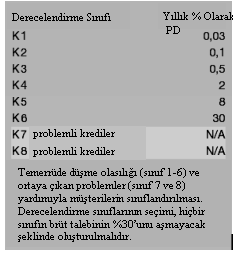 Derecelendirme Sınıfı Yıllık % Olarak
PD
K1 0,03
K2 0,1
K3 0,5
K4 2
K5 8
K6 30
K7 problemli krediler N/A
K8 problemli krediler N/A
Temerüde düşme olasılığı (sınıf 1-6) ve
ortaya çıkan problemler (sınıf 7 ve 8)
yardımıyla müşterilerin sınıflandırılması.
Derecelendirme sınıflarının seçimi, hiçbir
sınıfın brüt talebinin %30'unu aşmayacak
şeklinde oluşturulmalıdır.